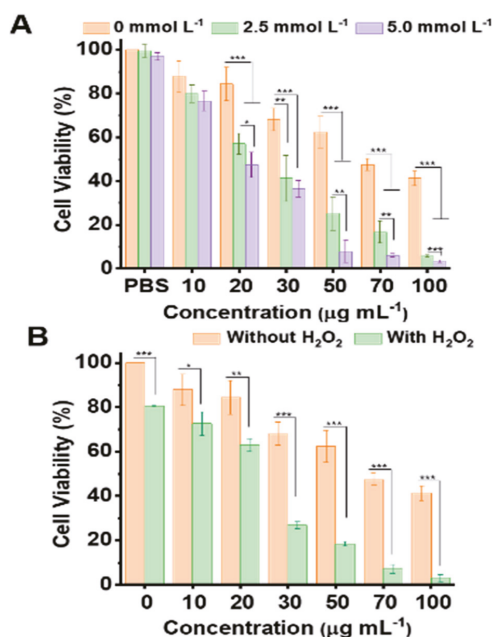 A
0 mmol L⁻¹ 2.5 mmol L⁻¹ 5.0 mmol L⁻¹
Cell Viability (%)
100
80
60
40
20
0
*** *** *** *** ***
** * ** ** ***
PBS 10 20 30 50 70 100
Concentration (μg mL⁻¹)
B
Without H₂O₂ With H₂O₂
Cell Viability (%)
100
80
60
40
20
0
*** * ** *** *** *** ***
0 10 20 30 50 70 100
Concentration (μg mL⁻¹)